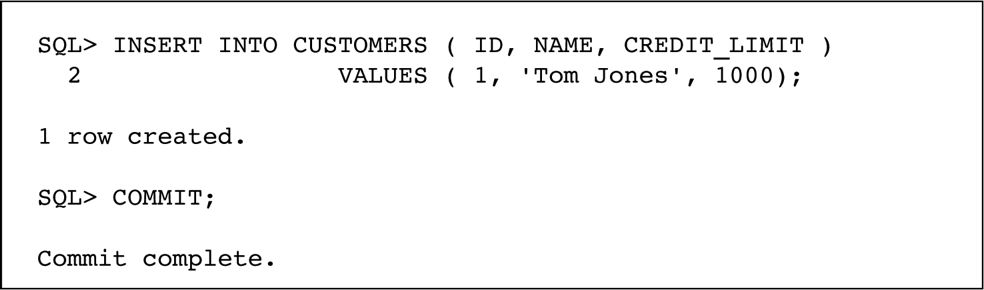 SQL> INSERT INTO CUSTOMERS ( ID, NAME, CREDIT_LIMIT )
  2                 VALUES ( 1, 'Tom Jones', 1000);
1 row created.
SQL> COMMIT;
Commit complete.